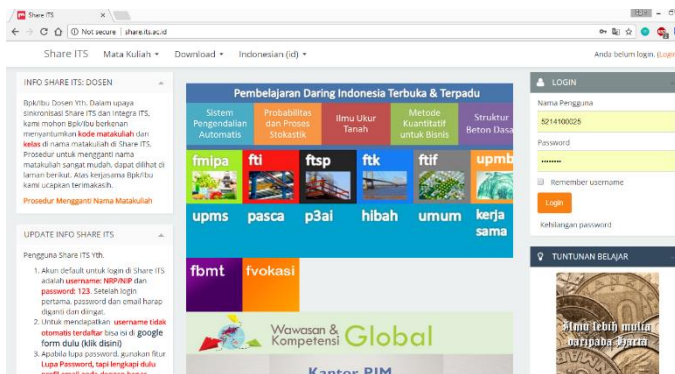 Share ITS
Not secure | share.its.ac.id
Share ITS
Mata Kuliah
Download
Indonesian (id)
Anda belum login. (Login
INFO SHARE ITS: DOSEN
Bpk/Ibu Dosen Yth. Dalam upaya
sinkronisasi Share ITS dan Integra ITS,
kami mohon Bpk/Ibu berkenan
menyantumkan kode matakuliah dan
kelas di nama matakuliah di Share ITS.
Prosedur untuk mengganti nama
matakuliah sangat mudah, dapat dilihat di
laman berikut. Atas kerjasama Bpk/Ibu
kami ucapkan terimakasih.
Prosedur Mengganti Nama Matakuliah
UPDATE INFO SHARE ITS
Pengguna Share ITS Yth.
1. Akun default untuk login di Share ITS
adalah username: NRP/NIP dan
password: 123. Setelah login
pertama, password dan email harap
diganti dan diingat.
2. Untuk mendapatkan username tidak
otomatis terdaftar bisa isi di google
form dulu (klik disini)
3. Apabila lupa password, gunakan fitur
Lupa Password, tapi lengkapi dulu
profil email anda dengan benar
Pembelajaran Daring Indonesia Terbuka & Terpadu
Sistem
Pengendalian
Automatis
Probabilitas
dan Proses
Stokastik
Ilmu Ukur
Tanah
Metode
Kuantitatif
untuk Bisnis
Struktur
Beton Dasa
fmipa
fti
ftsp
ftk
ftif
upmb
upms
pasca
p3ai
hibah
umum
kerja
sama
fbmt
fvokasi
Wawasan &
Kompetensi
Global
Kantor PJM
LOGIN
Nama Pengguna
5214100025
Password
Remember username
Login
Kehilangan password
TUNTUNAN BELAJAR
Ilmu lebih mulia
daripada Harta